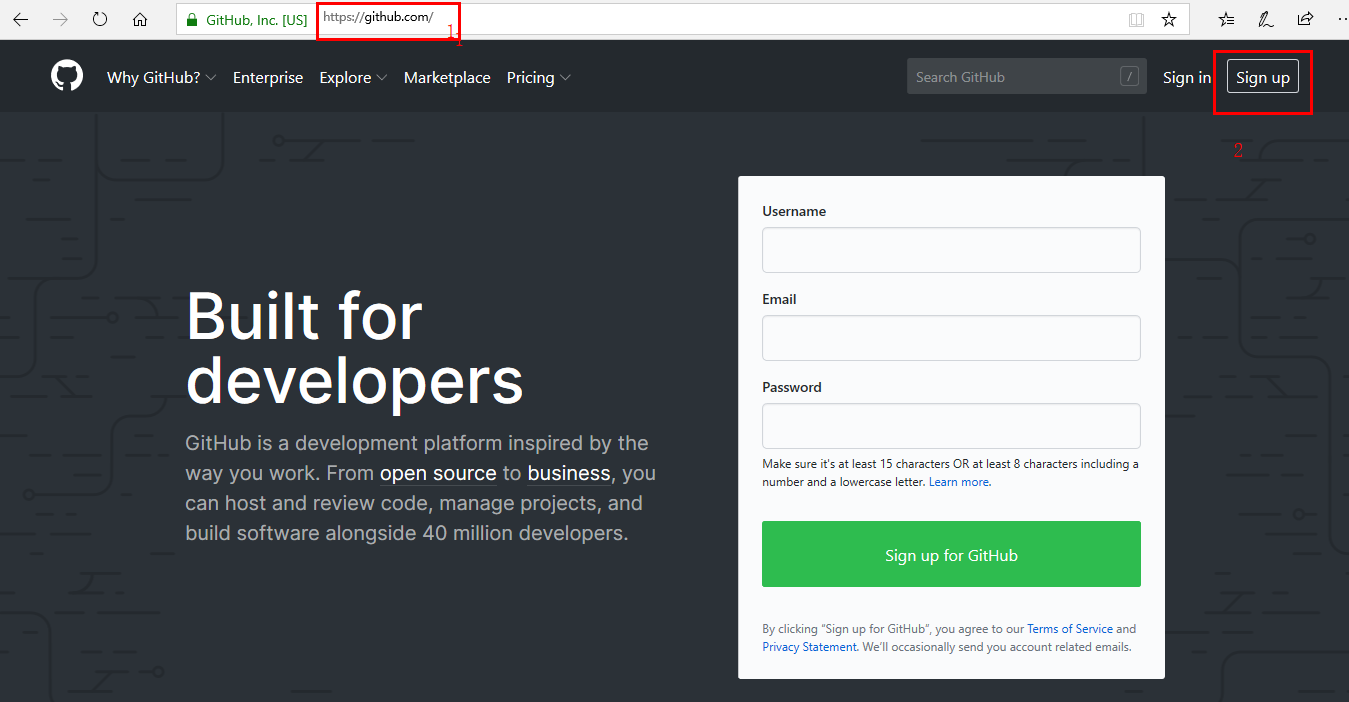 GitHub, Inc. [US] https://github.com/
1
1
Why GitHub? Enterprise Explore Marketplace Pricing Search GitHub / Sign in Sign up
2
Username
Email
Built for
developers
Password
GitHub is a development platform inspired by the
way you work. From open source to business, you
can host and review code, manage projects, and
build software alongside 40 million developers.
Make sure it's at least 15 characters OR at least 8 characters including a
number and a lowercase letter. Learn more.
Sign up for GitHub
By clicking “Sign up for GitHub”, you agree to our Terms of Service and
Privacy Statement. We’ll occasionally send you account related emails.